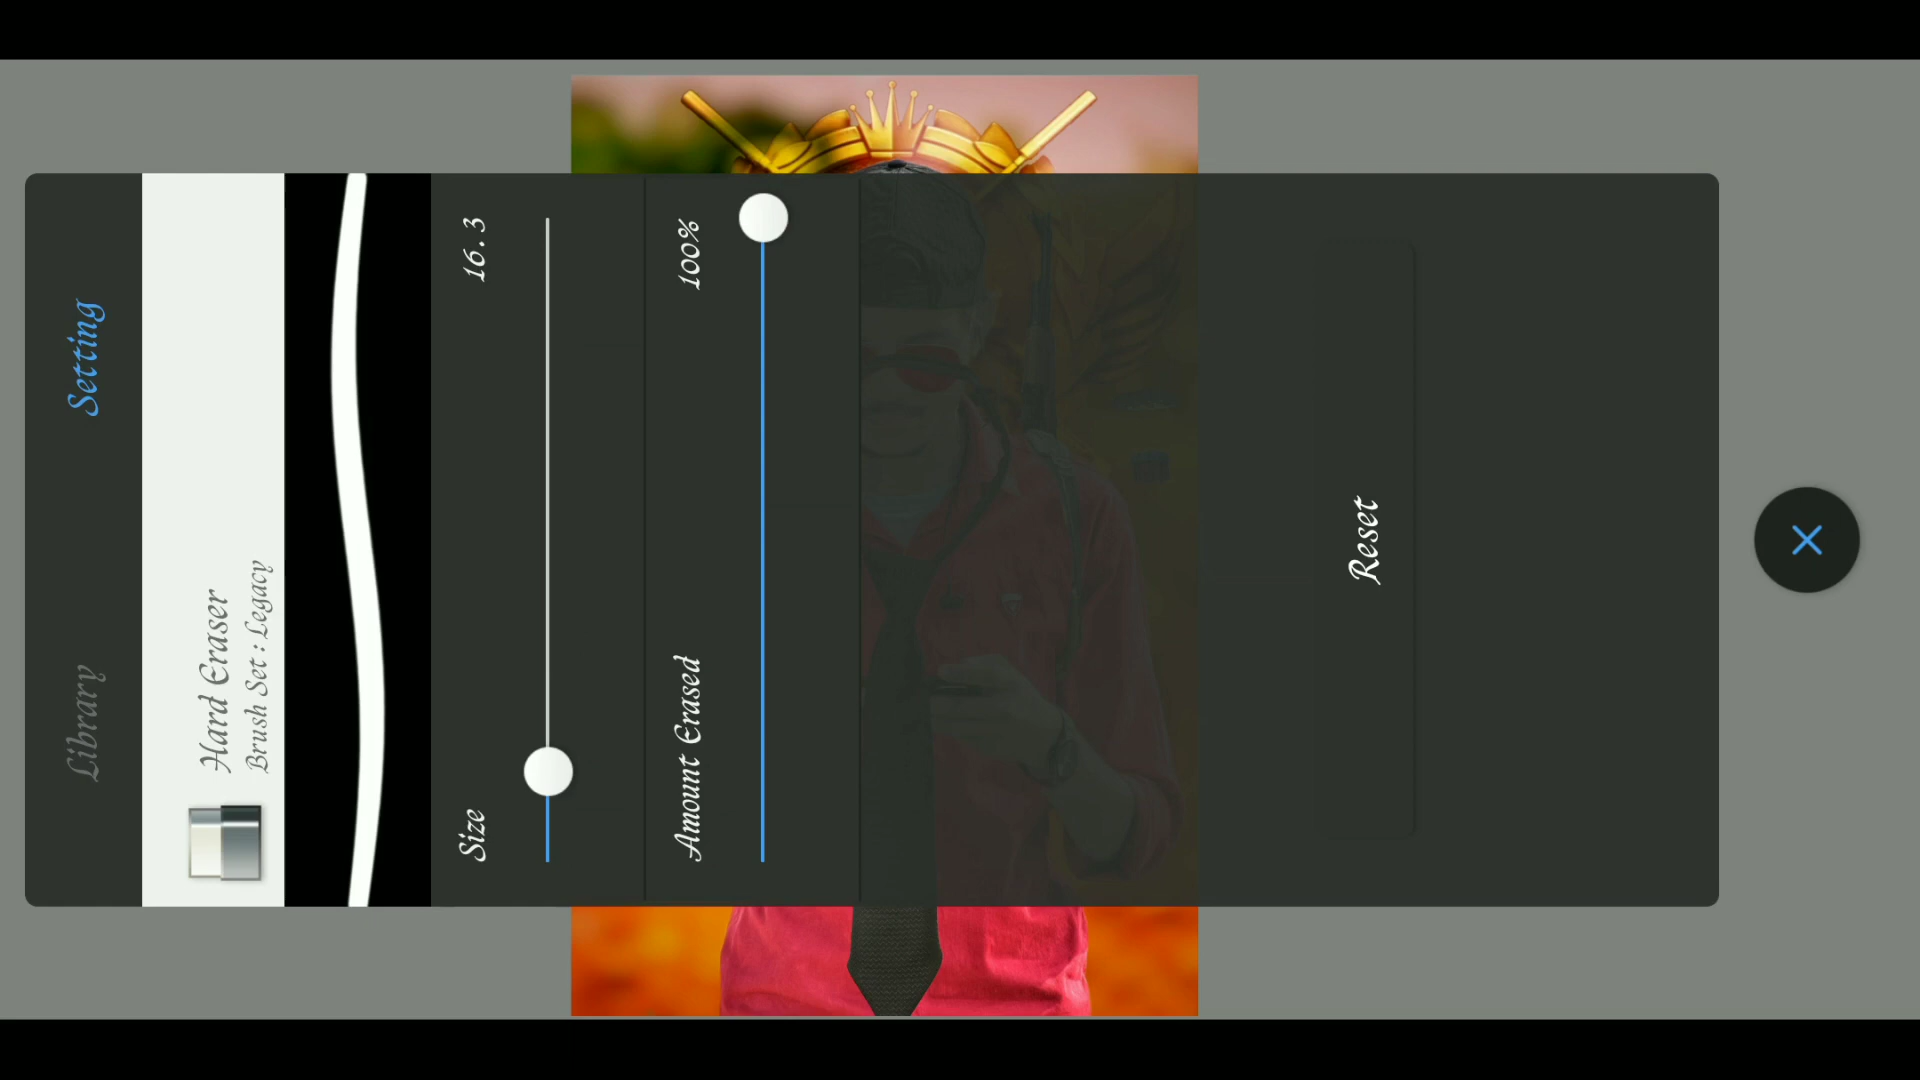 Library
Setting
Hard Eraser
Brush Set : Legacy
Size
16.3
Amount Erased
100%
Reset